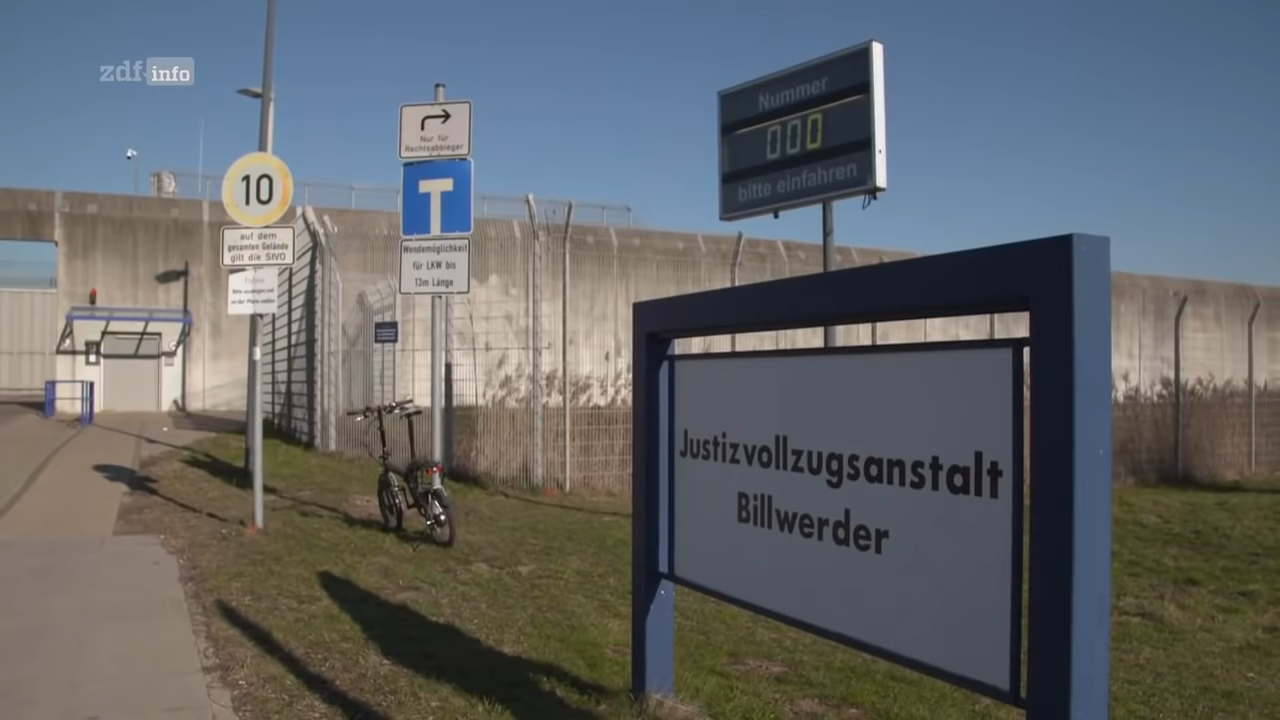 zdf info
10
auf dem
gesamten Gelände
gilt die StVO
Bitte
Nur für
Rechtsabbieger
Wendemöglichkeit
für LKW bis
13m Länge
Nummer
000
bitte einfahren
Justizvollzugsanstalt
Billwerder